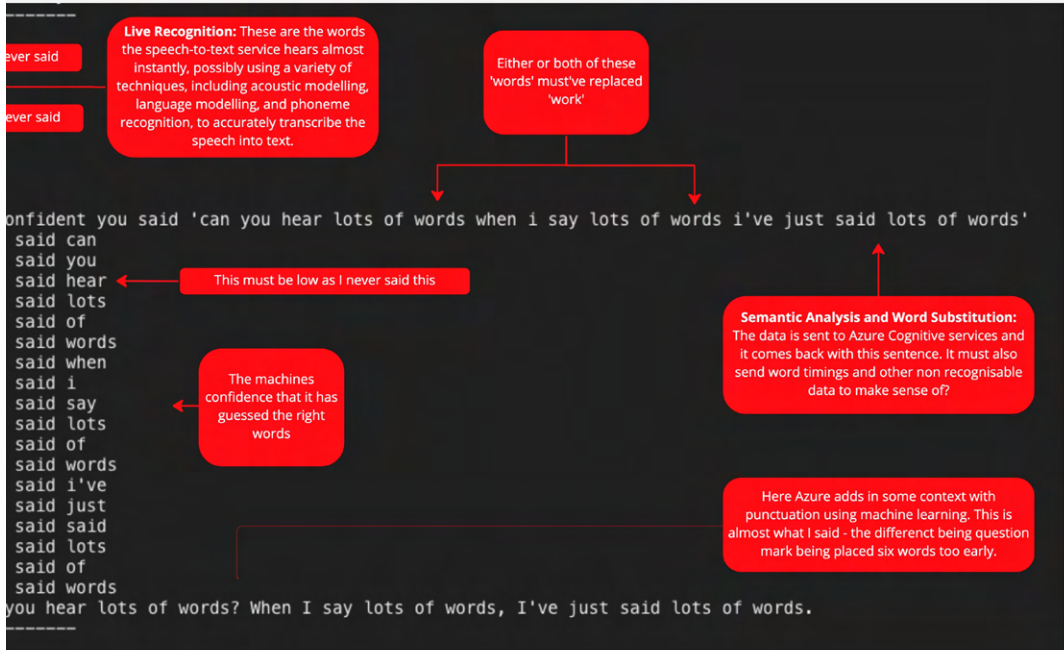 -------
ever said
ever said
Live Recognition: These are the words
the speech-to-text service hears almost
instantly, possibly using a variety of
techniques, including acoustic modelling,
language modelling, and phoneme
recognition, to accurately transcribe the
speech into text.
Either or both of these
'words' must've replaced
'work'
onfident you said 'can you hear lots of words when i say lots of words i've just said lots of words'
said can
said you
said hear
This must be low as I never said this
said lots
said of
said words
said when
said i
said say
said lots
said of
said words
said i've
said just
said said
said lots
said of
said words
The machines
confidence that it has
guessed the right
words
Semantic Analysis and Word Substitution:
The data is sent to Azure Cognitive services and
it comes back with this sentence. It must also
send word timings and other non recognisable
data to make sense of?
Here Azure adds in some context with
punctuation using machine learning. This is
almost what I said - the differenct being question
mark being placed six words too early.
you hear lots of words? When I say lots of words, I've just said lots of words.
-------